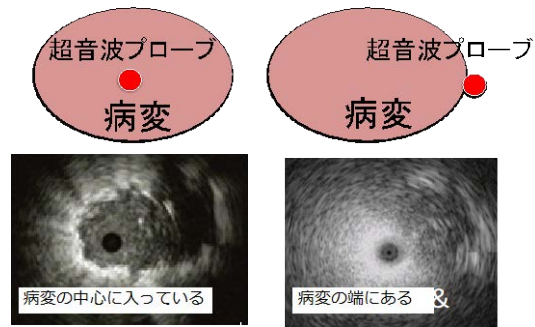 超音波プローブ
病変
超音波プローブ
病変
病変の中心に入っている
病変の端にある &